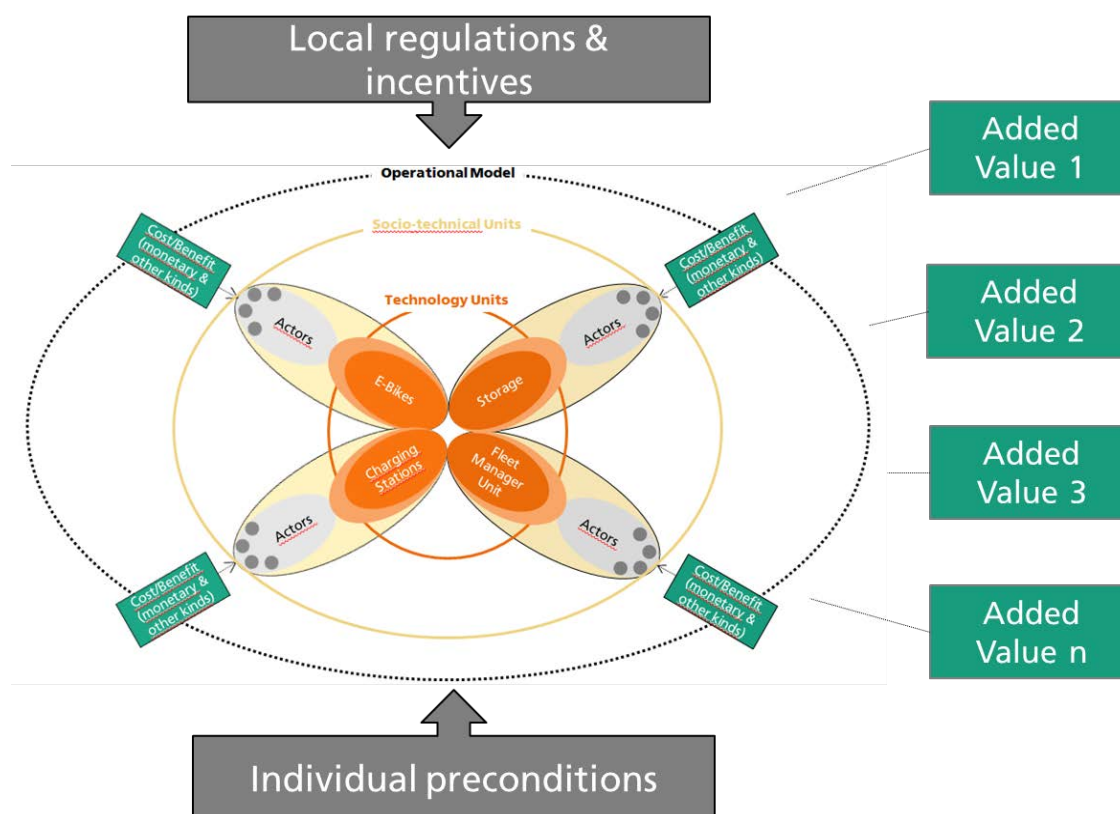 Local regulations &
incentives
Added
Value 1
Operational Model
Socio-technical Units
Cost/Benefit
(monetary &
other kinds)
Cost/Benefit
(monetary &
other kinds)
Technology Units
Actors
Actors
Added
Value 2
E-Bikes
Storage
Charging
Stations
Fleet
Manager
Unit
Added
Value 3
Actors
Actors
Cost/Benefit
(monetary &
other kinds)
Cost/Benefit
(monetary &
other kinds)
Added
Value n
Individual preconditions